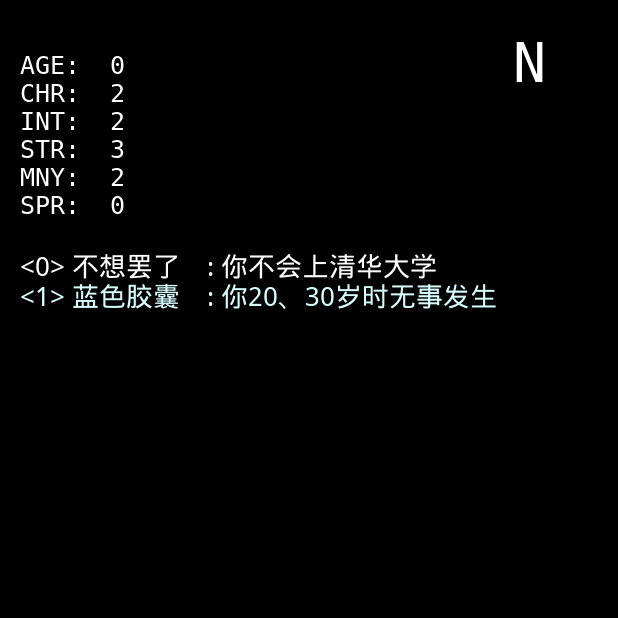 N
AGE: 0
CHR: 2
INT: 2
STR: 3
MNY: 2
SPR: 0
<0> 不想罢了 : 你不会上清华大学
<1> 蓝色胶囊 : 你20、30岁时无事发生